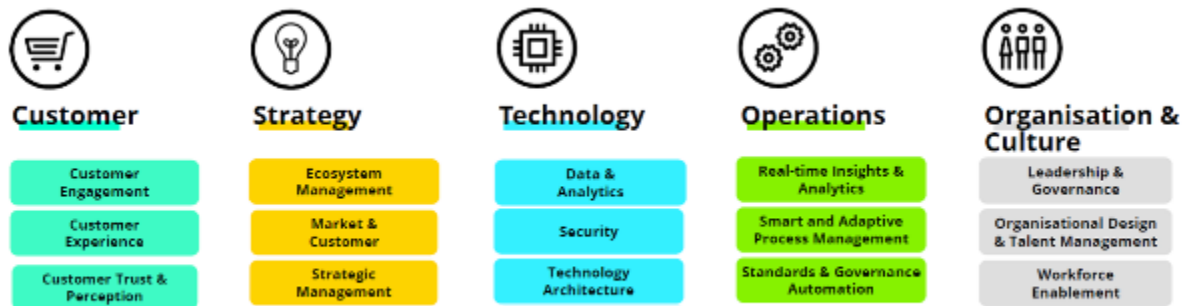 Customer
Customer
Engagement
Customer
Experience
Customer Trust &
Perception
Strategy
Ecosystem
Management
Market &
Customer
Strategic
Management
Technology
Data &
Analytics
Security
Technology
Architecture
Operations
Real-time Insights &
Analytics
Smart and Adaptive
Process Management
Standards & Governance
Automation
Organisation &
Culture
Leadership &
Governance
Organisational Design
& Talent Management
Workforce
Enablement